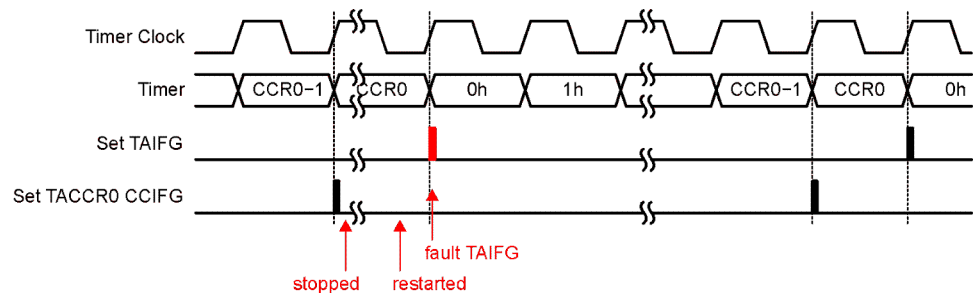 Timer Clock
Timer CCR0−1 CCR0 0h 1h CCR0−1 CCR0 0h
Set TAIFG
Set TACCR0 CCIFG
fault TAIFG
stopped restarted